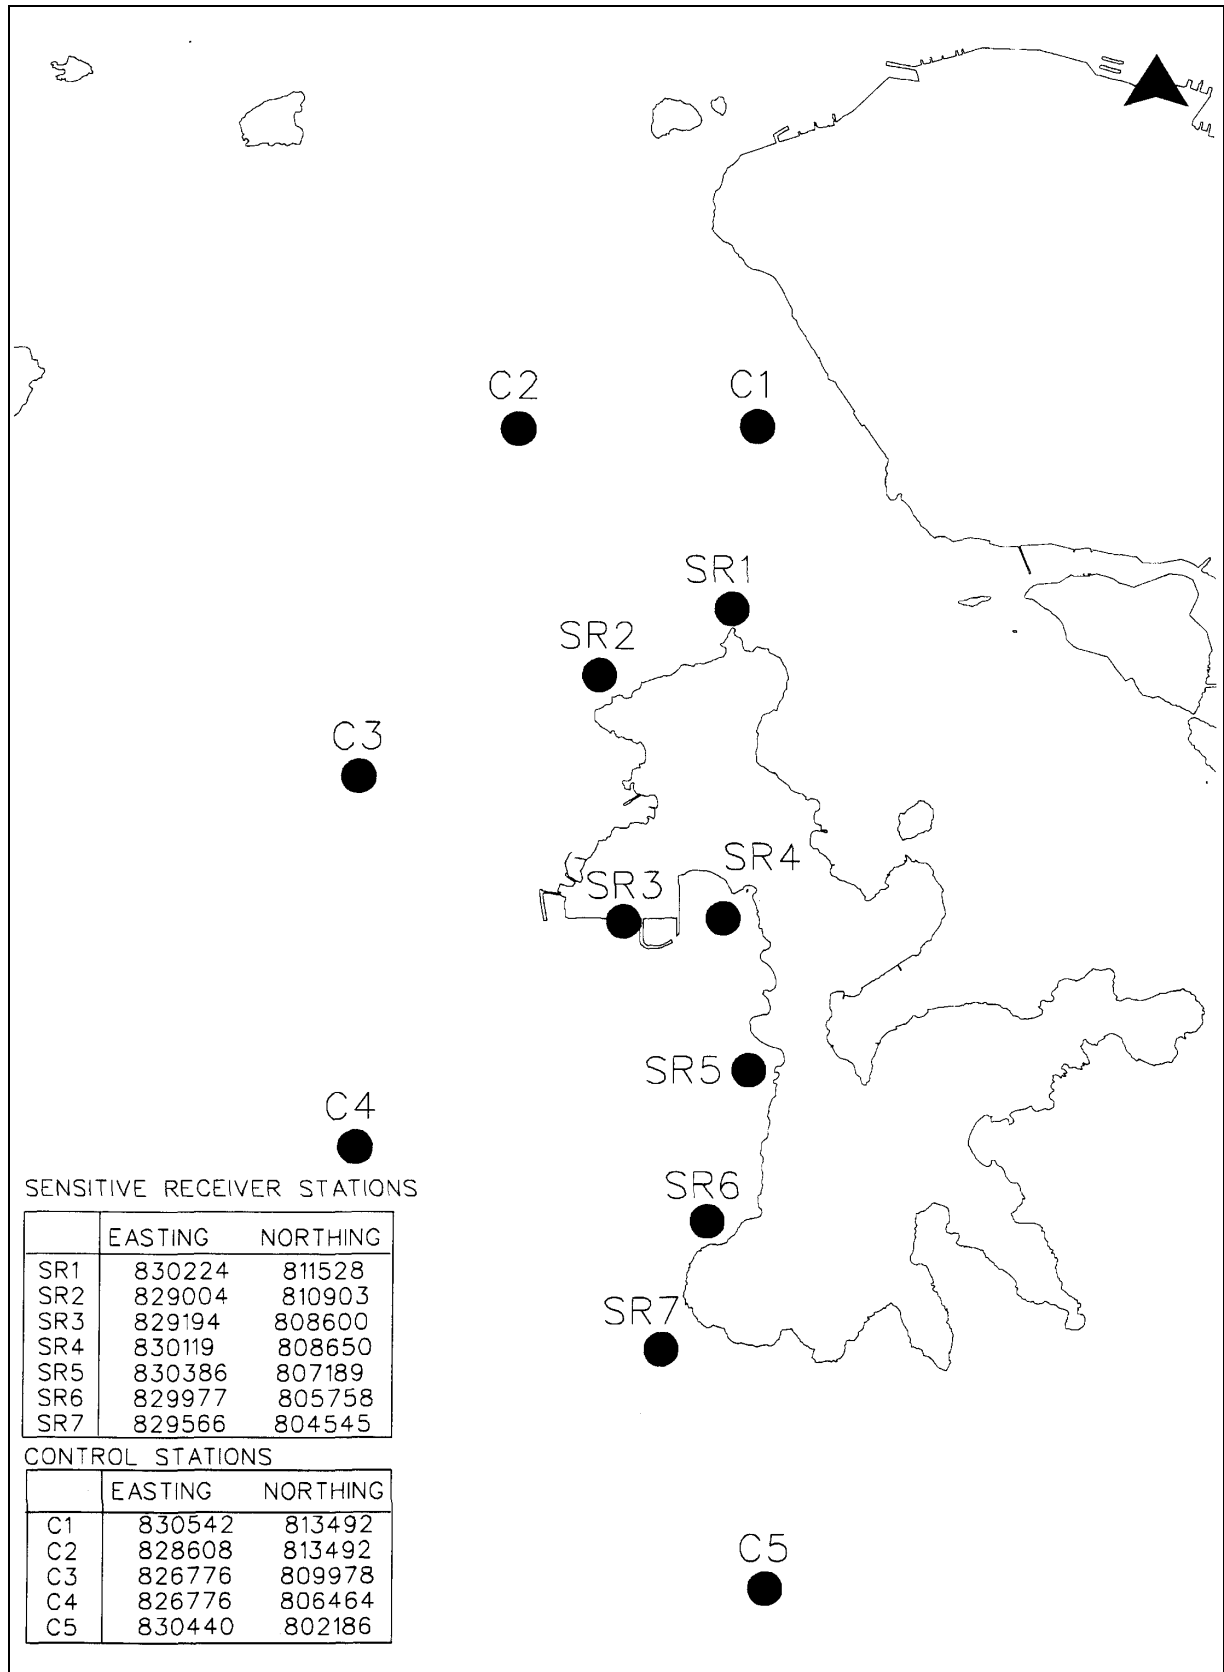 C2
C1
SR1
SR2
C3
SR4
SR3
SR5
C4
SR6
SR7
C5
SENSITIVE RECEIVER STATIONS
EASTING NORTHING
SR1 830224 811528
SR2 829004 810903
SR3 829194 808600
SR4 830119 808650
SR5 830386 807189
SR6 829977 805758
SR7 829566 804545
CONTROL STATIONS
EASTING NORTHING
C1 830542 813492
C2 828608 813492
C3 826776 809978
C4 826776 806464
C5 830440 802186